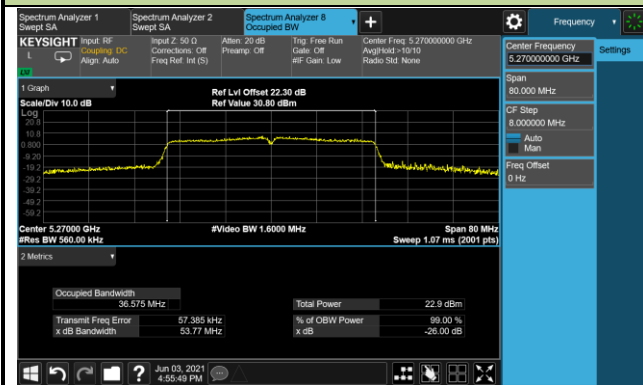 Spectrum Analyzer 1
Swept SA
Spectrum Analyzer 2
Swept SA
Spectrum Analyzer 8
Occupied BW
Frequency
KEYSIGHT
L
Input: RF
Coupling: DC
Align: Auto
Input Z: 50 Ω
Corrections: Off
Freq Ref: Int (S)
Atten: 20 dB
Preamp: Off
Trig: Free Run
Gate: Off
#IF Gain: Low
Center Freq: 5.270000000 GHz
Avg|Hold:>10/10
Radio Std: None
Center Frequency
5.270000000 GHz
Settings
Span
80.000 MHz
CF Step
8.000000 MHz
Auto
Man
Freq Offset
0 Hz
1 Graph
Scale/Div 10.0 dB
Ref Lvl Offset 22.30 dB
Ref Value 30.80 dBm
Log
20.8
10.8
0.800
-9.20
-19.2
-29.2
-39.2
-49.2
-59.2
Center 5.27000 GHz
#Video BW 1.6000 MHz
Span 80 MHz
#Res BW 560.00 kHz
Sweep 1.07 ms (2001 pts)
2 Metrics
Occupied Bandwidth
36.575 MHz
Total Power 22.9 dBm
Transmit Freq Error 57.385 kHz
% of OBW Power 99.00 %
x dB Bandwidth 53.77 MHz
x dB -26.00 dB
?
Jun 03, 2021
4:55:49 PM